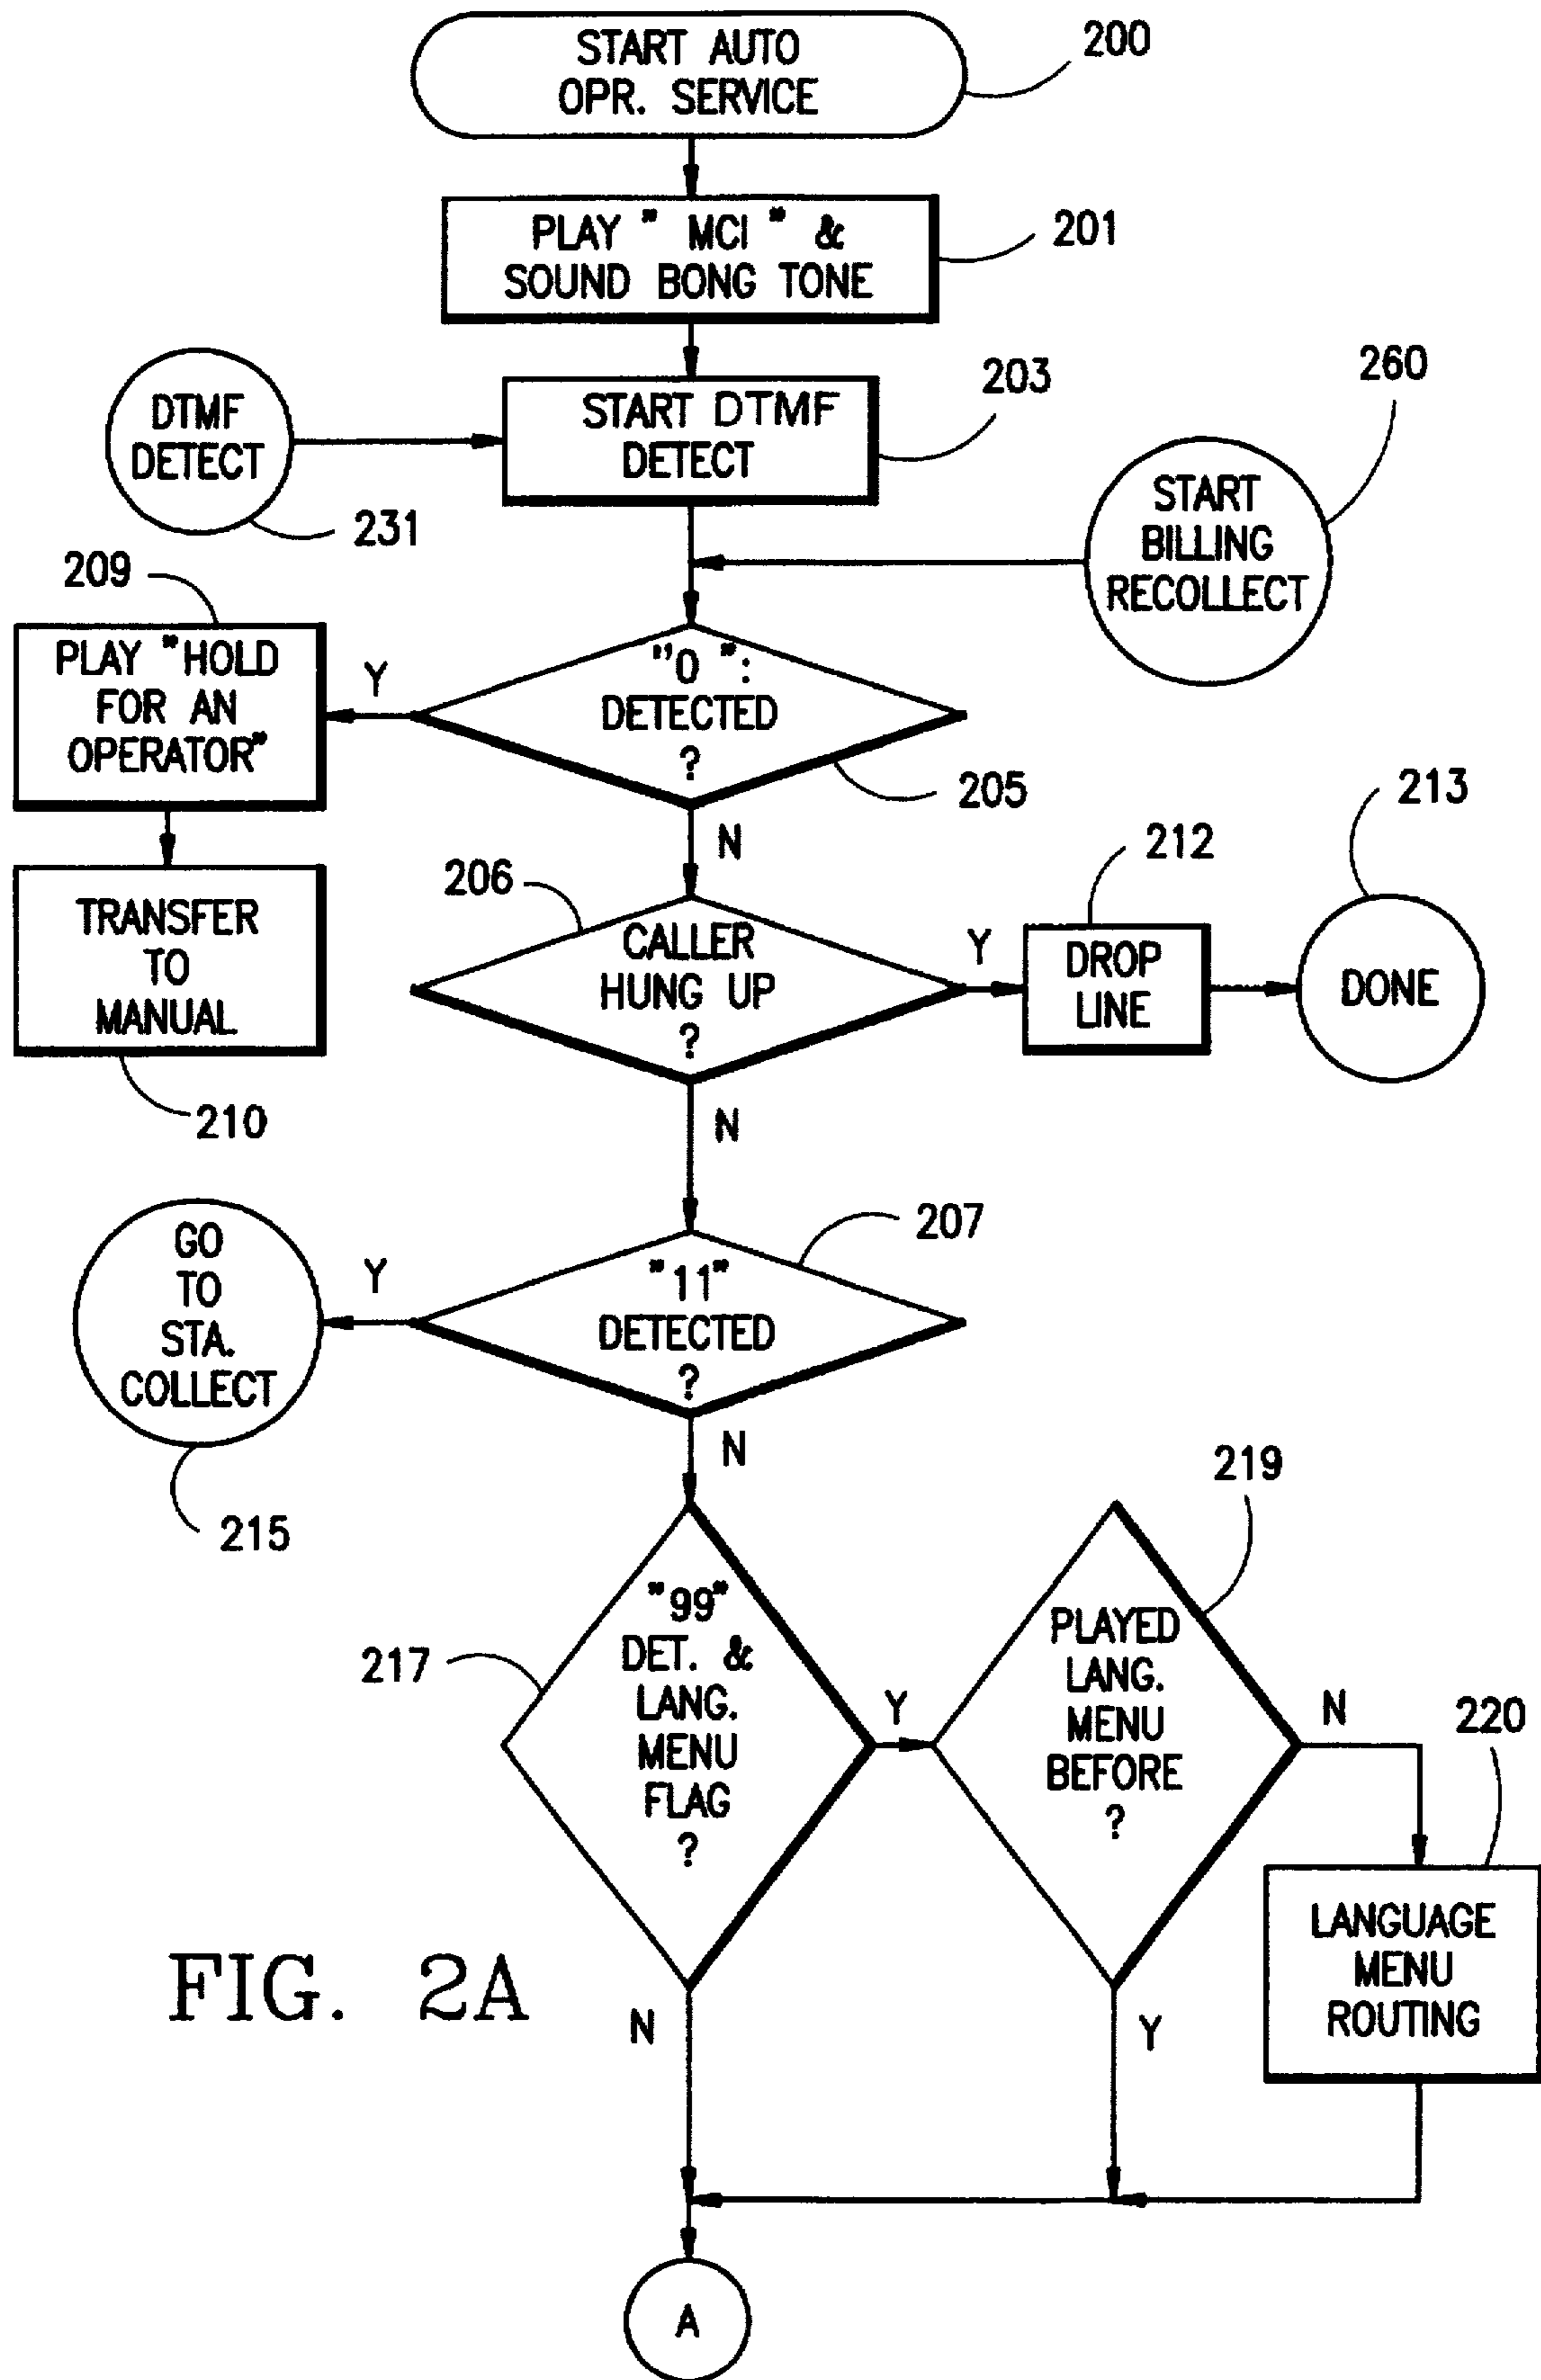 START AUTO
OPR. SERVICE
200
PLAY " MCI " &
SOUND BONG TONE
201
DTMF
DETECT
231
START DTMF
DETECT
203
260
START
BILLING
RECOLLECT
209
PLAY "HOLD
FOR AN
OPERATOR"
Y
"0 ":
DETECTED
?
205
N
TRANSFER
TO
MANUAL
210
206
CALLER
HUNG UP
?
Y
212
DROP
LINE
213
DONE
N
207
GO
TO
STA.
COLLECT
215
Y
"11"
DETECTED
?
N
217
"99"
DET. &
LANG.
MENU
FLAG
?
Y
219
PLAYED
LANG.
MENU
BEFORE
?
N
220
LANGUAGE
MENU
ROUTING
N
Y
FIG. 2A
A